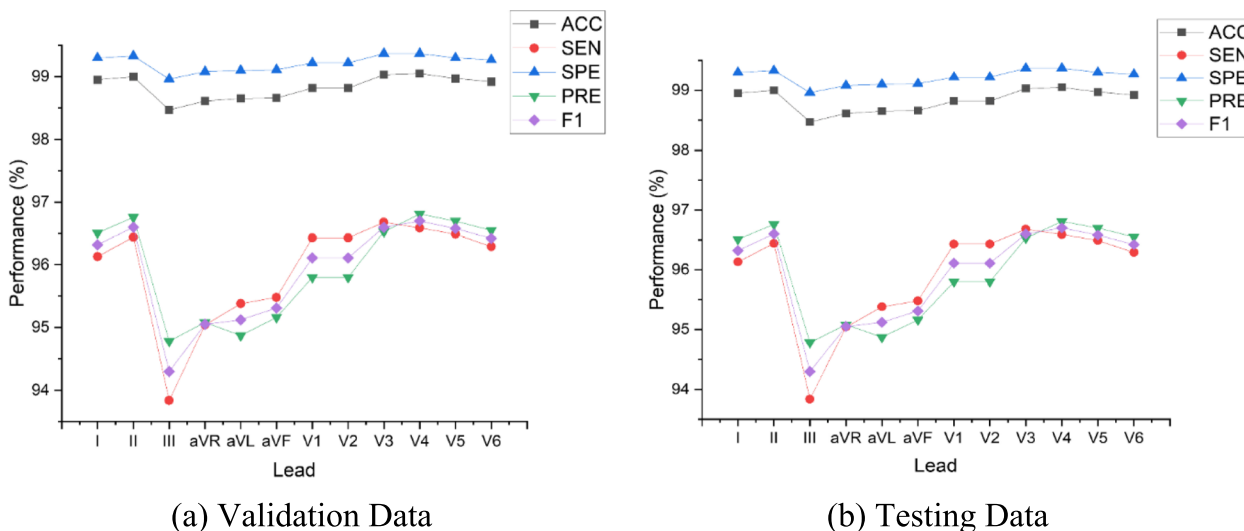 ACC
SEN
SPE
PRE
F1
99
98
97
96
95
94
Performance (%)
I II III aVR aVL aVF V1 V2 V3 V4 V5 V6
Lead
(a) Validation Data
ACC
SEN
SPE
PRE
F1
99
98
97
96
95
94
Performance (%)
I II III aVR aVL aVF V1 V2 V3 V4 V5 V6
Lead
(b) Testing Data